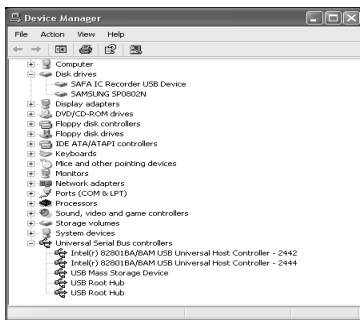 Device Manager
File Action View Help
Computer
Disk drives
SAFA IC Recorder USB Device
SAMSUNG SP0802N
Display adapters
DVD/CD-ROM drives
Floppy disk controllers
Floppy disk drives
IDE ATA/ATAPI controllers
Keyboards
Mice and other pointing devices
Monitors
Network adapters
Ports (COM & LPT)
Processors
Sound, video and game controllers
Storage volumes
System devices
Universal Serial Bus controllers
Intel(r) 82801BA/BAM USB Universal Host Controller - 2442
Intel(r) 82801BA/BAM USB Universal Host Controller - 2444
USB Mass Storage Device
USB Root Hub
USB Root Hub